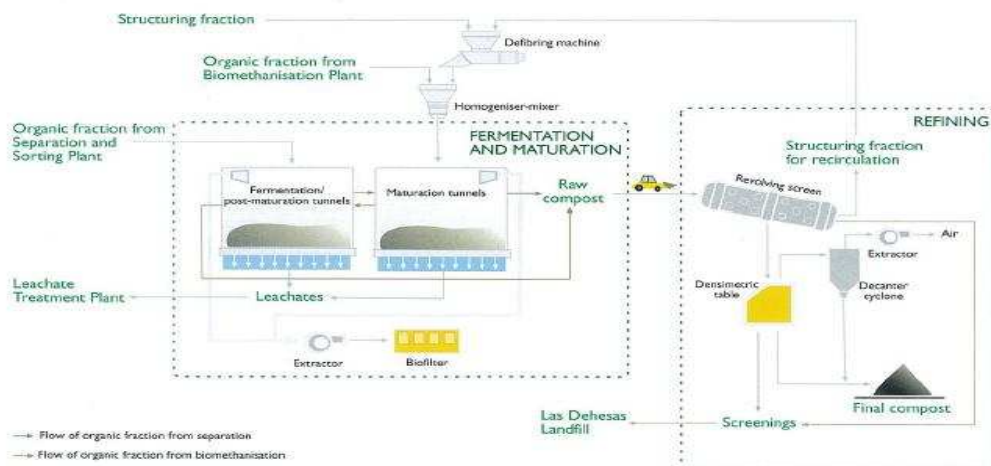 Structuring fraction
Defibring machine
Organic fraction from
Biomethanisation Plant
Homogeniser-mixer
Organic fraction from
Separation and
Sorting Plant
FERMENTATION
AND MATURATION
REFINING
Structuring fraction
for recirculation
Fermentation/
post-maturation tunnels
Maturation tunnels
Raw
compost
Revolving screen
Air
Extractor
Densimetric
table
Decanter
cyclone
Leachate
Treatment Plant
Leachates
Extractor
Biofilter
Final compost
Las Dehesas
Landfill
Screenings
Flow of organic fraction from separation
Flow of organic fraction from biomethanisation